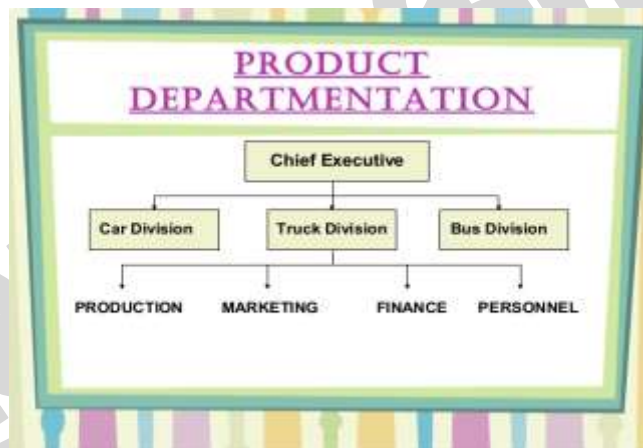 PRODUCT
DEPARTMENTATION
Chief Executive
Car Division
Truck Division
Bus Division
PRODUCTION
MARKETING
FINANCE
PERSONNEL